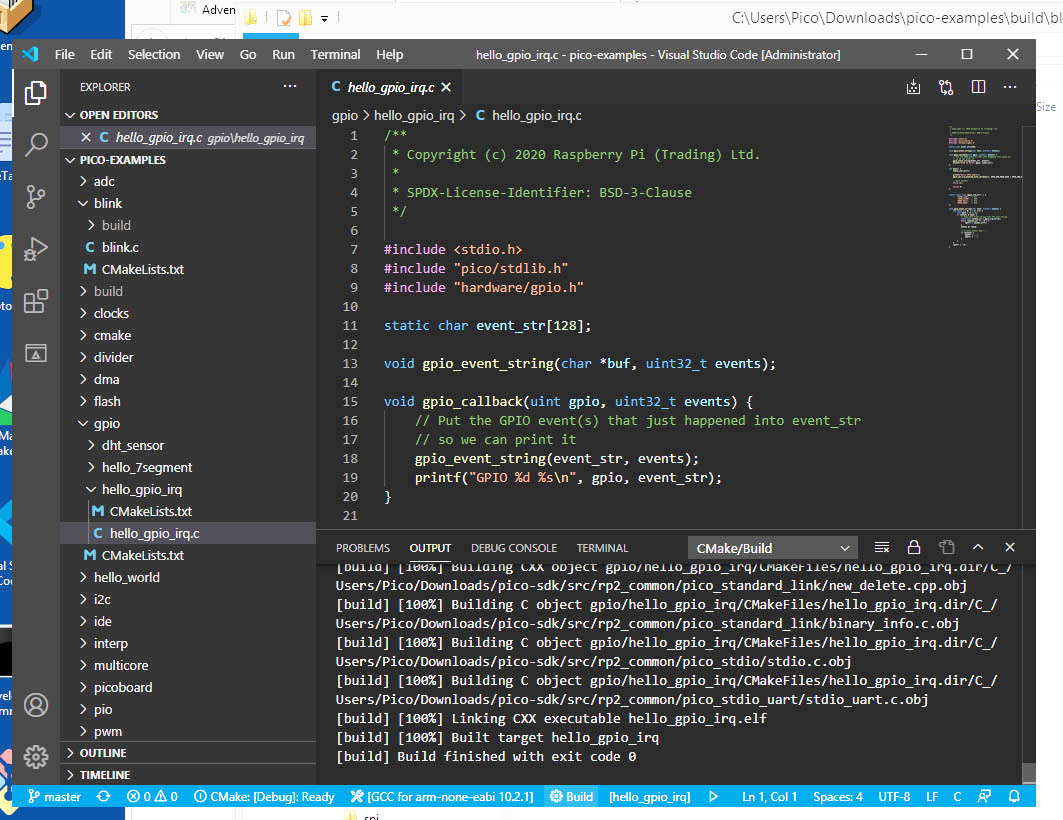 Adven
C:\Users\Pico\Downloads\pico-examples\build\bl
Size
File Edit Selection View Go Run Terminal Help
hello_gpio_irq.c - pico-examples - Visual Studio Code [Administrator]
EXPLORER
OPEN EDITORS
hello_gpio_irq.c gpio\hello_gpio_irq
PICO-EXAMPLES
adc
blink
build
C blink.c
M CMakeLists.txt
build
clocks
cmake
divider
dma
flash
gpio
dht_sensor
hello_7segment
hello_gpio_irq
M CMakeLists.txt
C hello_gpio_irq.c
M CMakeLists.txt
hello_world
i2c
ide
interp
multicore
picoboard
pio
pwm
OUTLINE
TIMELINE
C hello_gpio_irq.c
gpio > hello_gpio_irq > C hello_gpio_irq.c
1 /**
2 * Copyright (c) 2020 Raspberry Pi (Trading) Ltd.
3 *
4 * SPDX-License-Identifier: BSD-3-Clause
5 */
6
7 #include <stdio.h>
8 #include "pico/stdlib.h"
9 #include "hardware/gpio.h"
10
11 static char event_str[128];
12
13 void gpio_event_string(char *buf, uint32_t events);
14
15 void gpio_callback(uint gpio, uint32_t events) {
16 // Put the GPIO event(s) that just happened into event_str
17 // so we can print it
18 gpio_event_string(event_str, events);
19 printf("GPIO %d %s\n", gpio, event_str);
20 }
21
PROBLEMS OUTPUT DEBUG CONSOLE TERMINAL
CMake/Build
[build] [100%] Building CXX object gpio/hello_gpio_irq/CMakeFiles/hello_gpio_irq.dir/C_/
Users/Pico/Downloads/pico-sdk/src/rp2_common/pico_standard_link/new_delete.cpp.obj
[build] [100%] Building C object gpio/hello_gpio_irq/CMakeFiles/hello_gpio_irq.dir/C_/
Users/Pico/Downloads/pico-sdk/src/rp2_common/pico_standard_link/binary_info.c.obj
[build] [100%] Building C object gpio/hello_gpio_irq/CMakeFiles/hello_gpio_irq.dir/C_/
Users/Pico/Downloads/pico-sdk/src/rp2_common/pico_stdio/stdio.c.obj
[build] [100%] Building C object gpio/hello_gpio_irq/CMakeFiles/hello_gpio_irq.dir/C_/
Users/Pico/Downloads/pico-sdk/src/rp2_common/pico_stdio_uart/stdio_uart.c.obj
[build] [100%] Linking CXX executable hello_gpio_irq.elf
[build] [100%] Built target hello_gpio_irq
[build] Build finished with exit code 0
master 0 0 CMake: [Debug]: Ready [GCC for arm-none-eabi 10.2.1] Build [hello_gpio_irq] Ln 1, Col 1 Spaces: 4 UTF-8 LF C